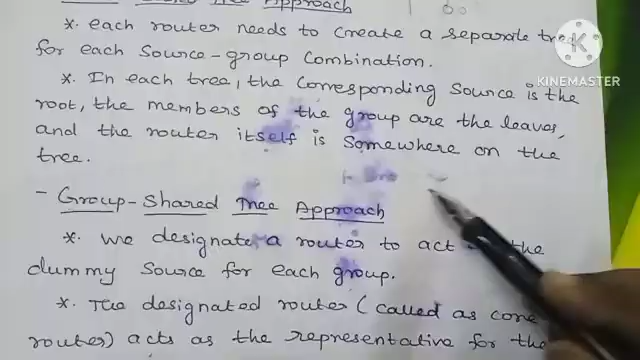 Tree Approach
*. each router needs to create a separate tree
for each Source-group combination.
*. In each tree, the corresponding Source is the
root, the members of the group are the leaves,
and the router itself is somewhere on the
tree.
- Group-Shared Tree Approach
*. We designate a router to act the
dummy source for each group.
*. The designated router (called as core
router) acts as the representative for the
KINEMASTER